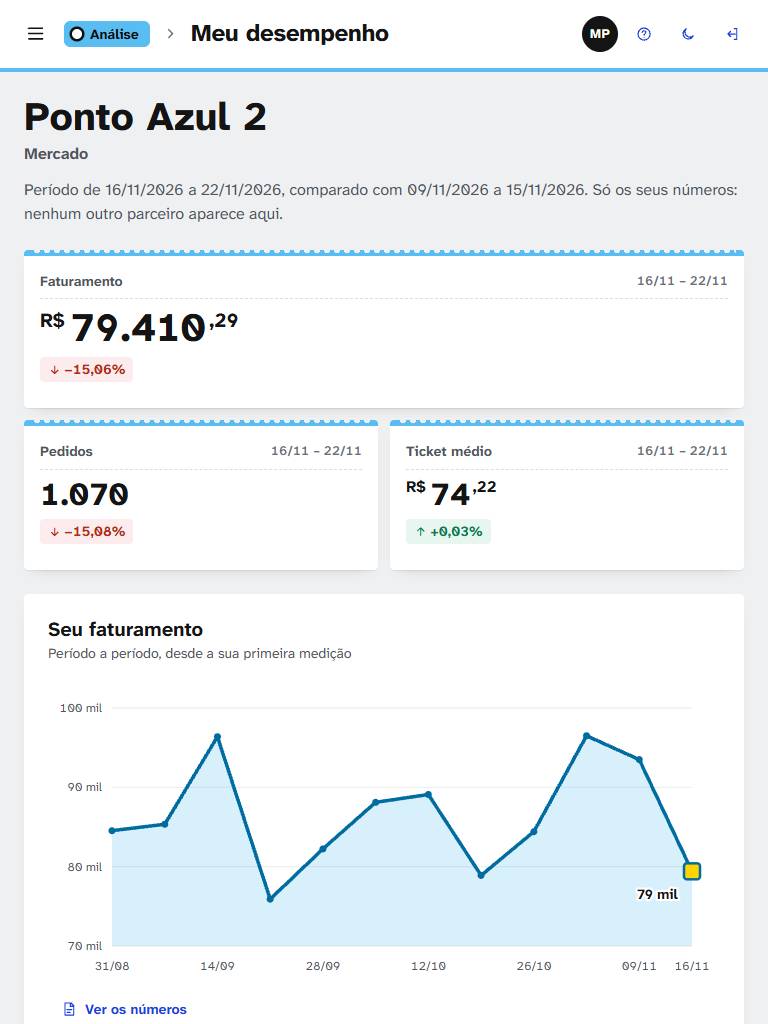 Análise
Meu desempenho
MP
Ponto Azul 2
Mercado
Período de 16/11/2026 a 22/11/2026, comparado com 09/11/2026 a 15/11/2026. Só os seus números:
nenhum outro parceiro aparece aqui.
Faturamento
16/11 – 22/11
R$ 79.410,29
↓ −15,06%
Pedidos
16/11 – 22/11
1.070
↓ −15,08%
Ticket médio
16/11 – 22/11
R$ 74,22
↑ +0,03%
Seu faturamento
Período a período, desde a sua primeira medição
100 mil
90 mil
80 mil
70 mil
79 mil
31/08
14/09
28/09
12/10
26/10
09/11
16/11
Ver os números